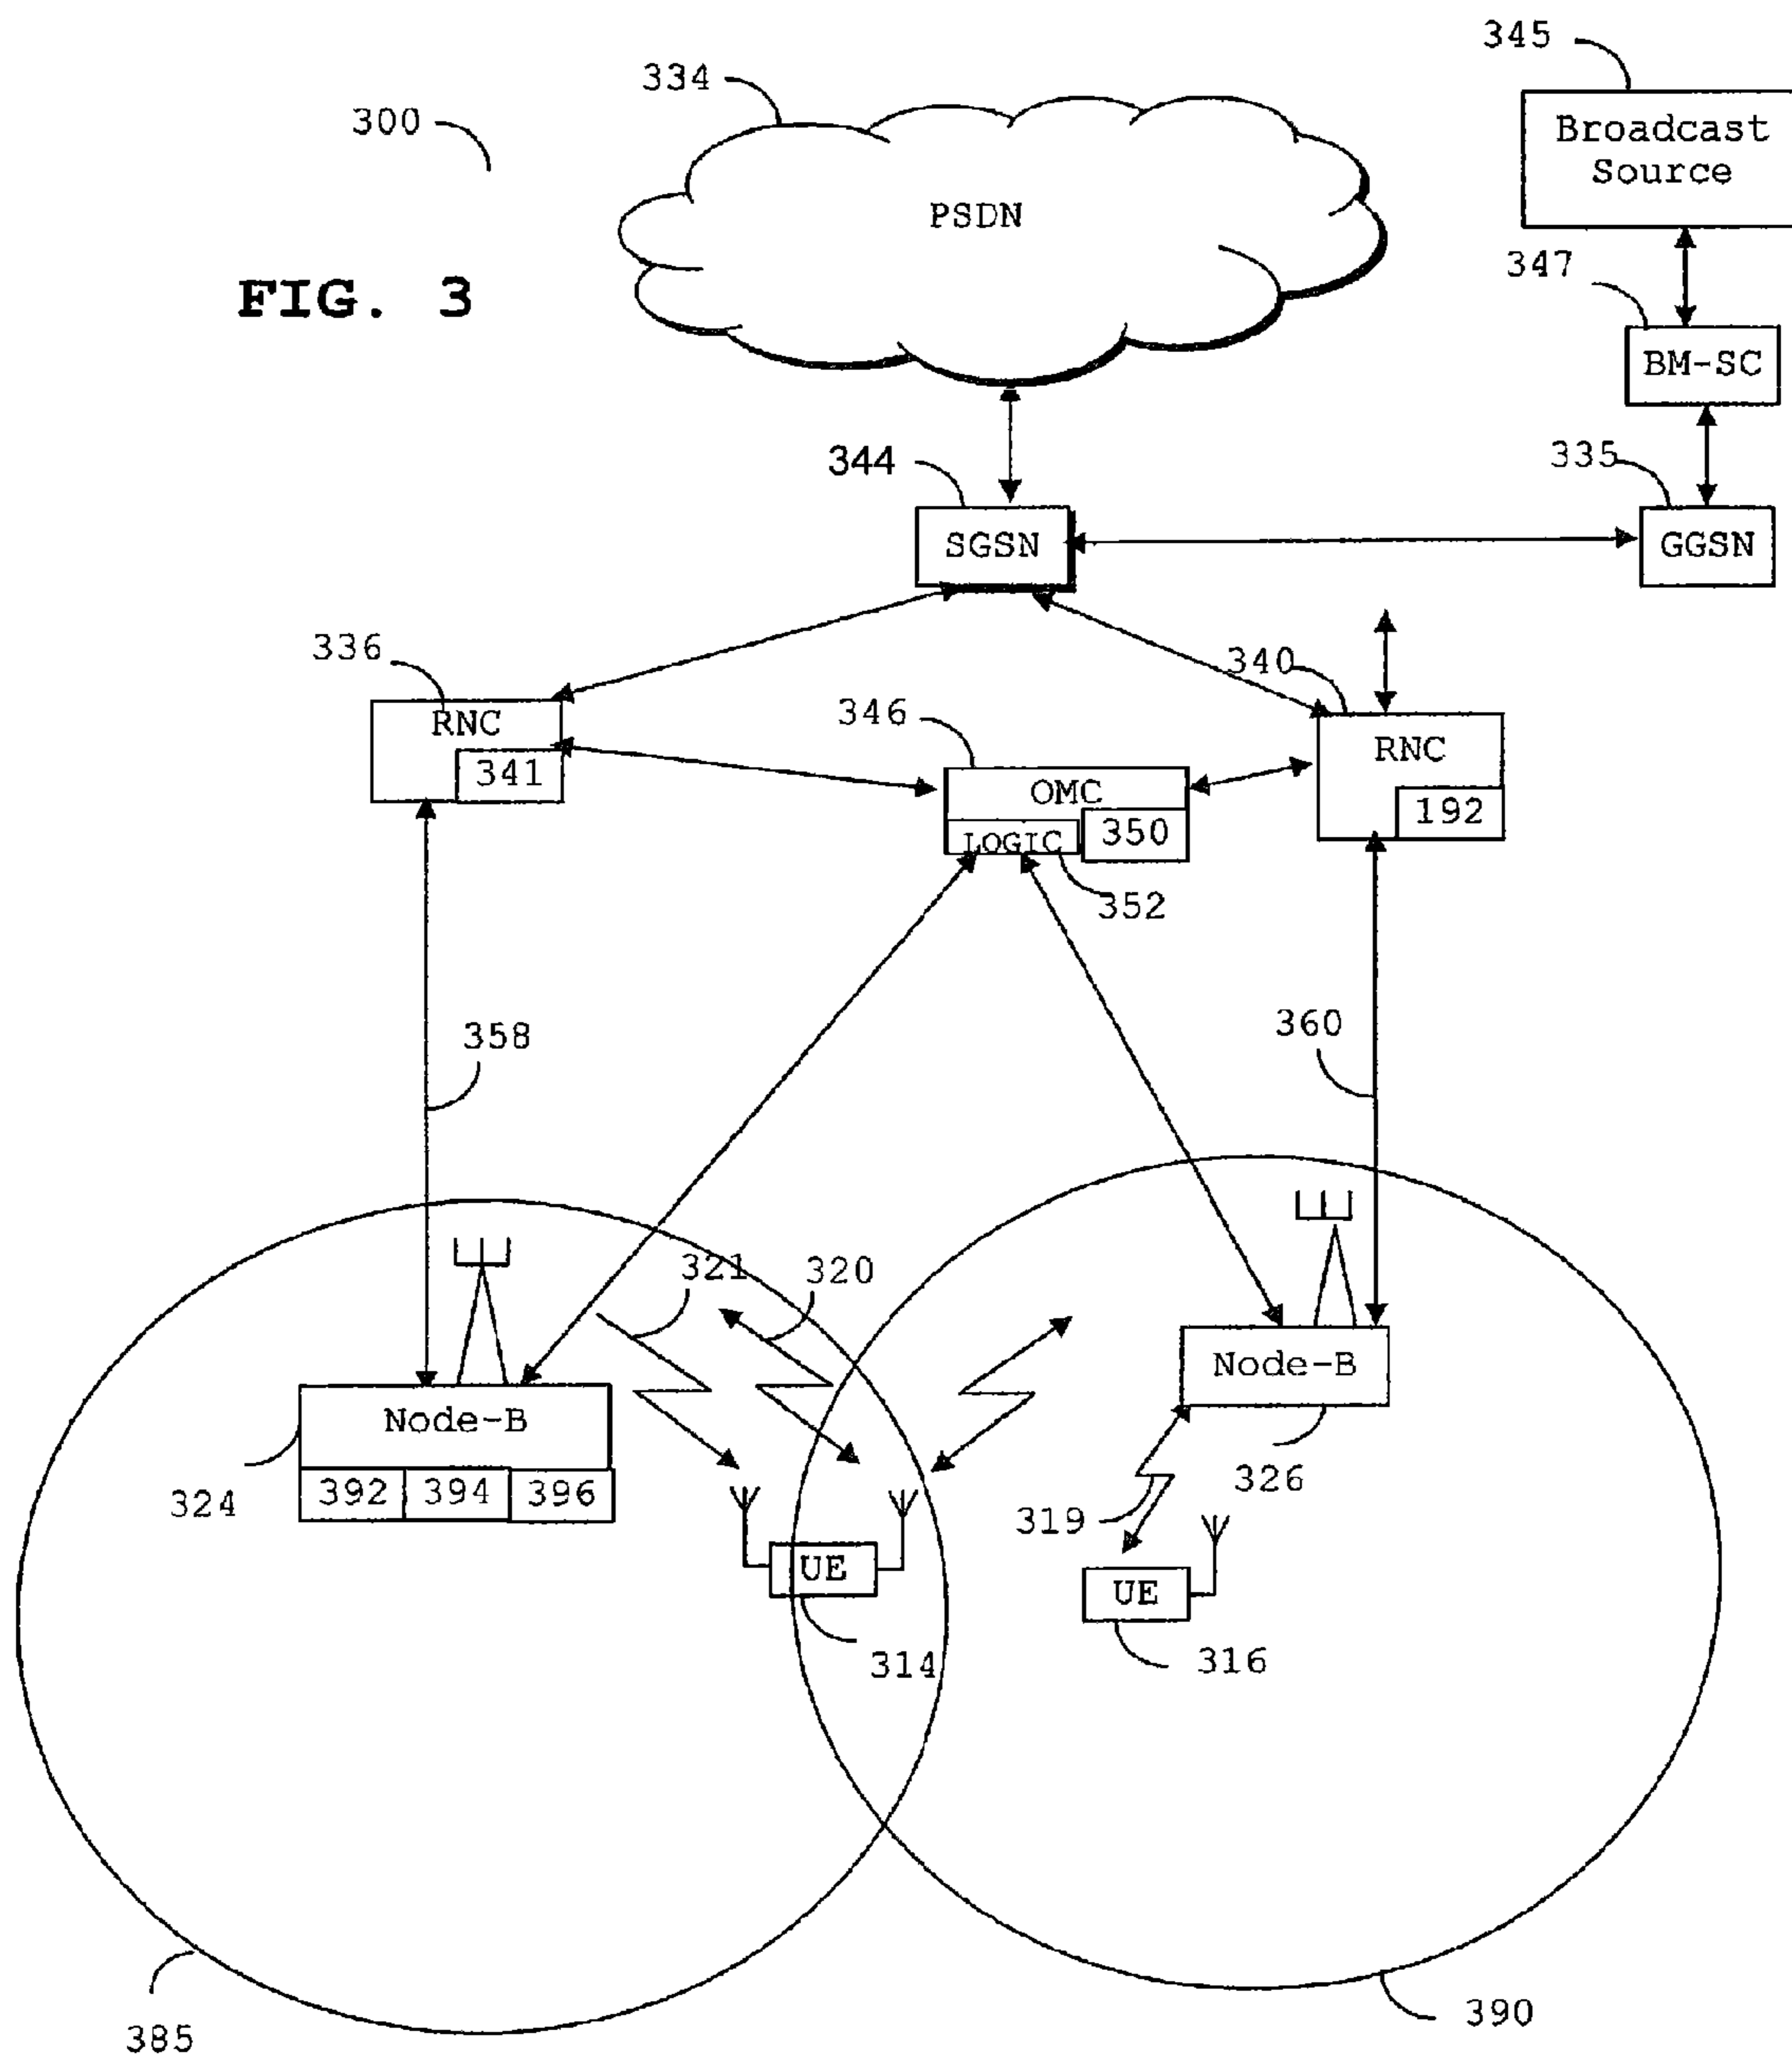 345
334
300
Broadcast
Source
PSDN
347
FIG. 3
BM-SC
344
335
SGSN
GGSN
336
340
RNC
346
RNC
341
OMC
192
LOGIC
350
352
358
360
321
320
Node-B
Node-B
392
394
396
324
326
319
UE
UE
314
316
385
390